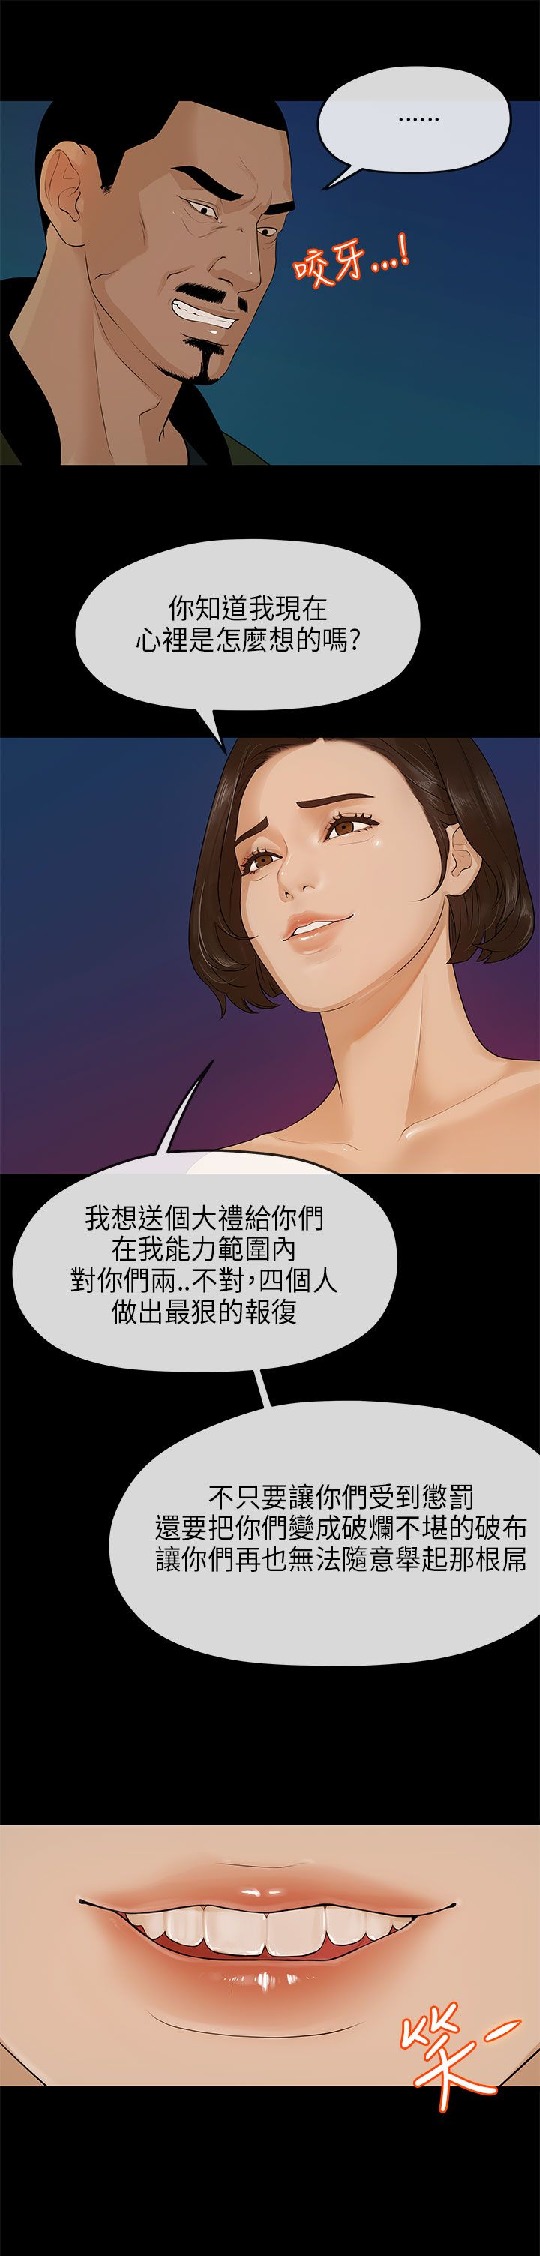 ......
咬牙...!
你知道我現在
心裡是怎麼想的嗎?
我想送個大禮給你們
在我能力範圍內
對你們兩..不對,四個人
做出最狠的報復
不只要讓你們受到懲罰
還要把你們變成破爛不堪的破布
讓你們再也無法隨意舉起那根屌
笑